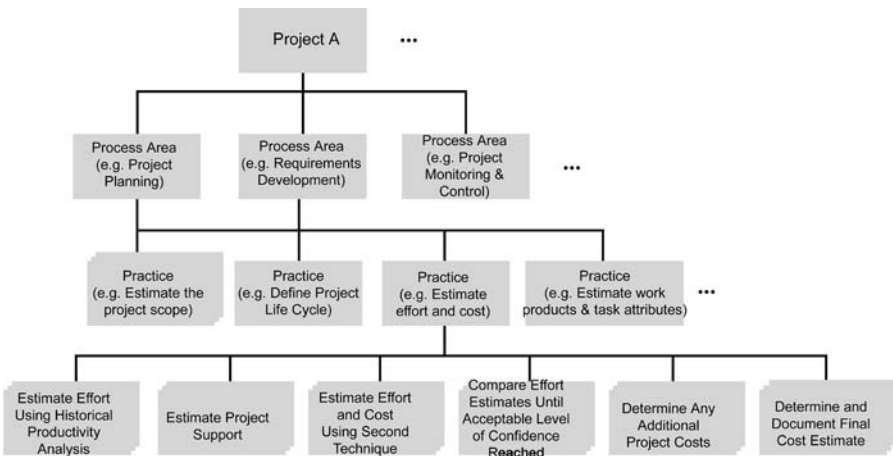 Project A
...
Process Area
(e.g. Project
Planning)
Process Area
(e.g. Requirements
Development)
Process Area
(e.g. Project
Monitoring &
Control)
...
Practice
(e.g. Estimate the
project scope)
Practice
(e.g. Define Project
Life Cycle)
Practice
(e.g. Estimate
effort and cost)
Practice
(e.g. Estimate work
products & task attributes)
...
Estimate Effort
Using Historical
Productivity
Analysis
Estimate Project
Support
Estimate Effort
and Cost
Using Second
Technique
Compare Effort
Estimates Until
Acceptable Level
of Confidence
Reached
Determine Any
Additional
Project Costs
Determine and
Document Final
Cost Estimate